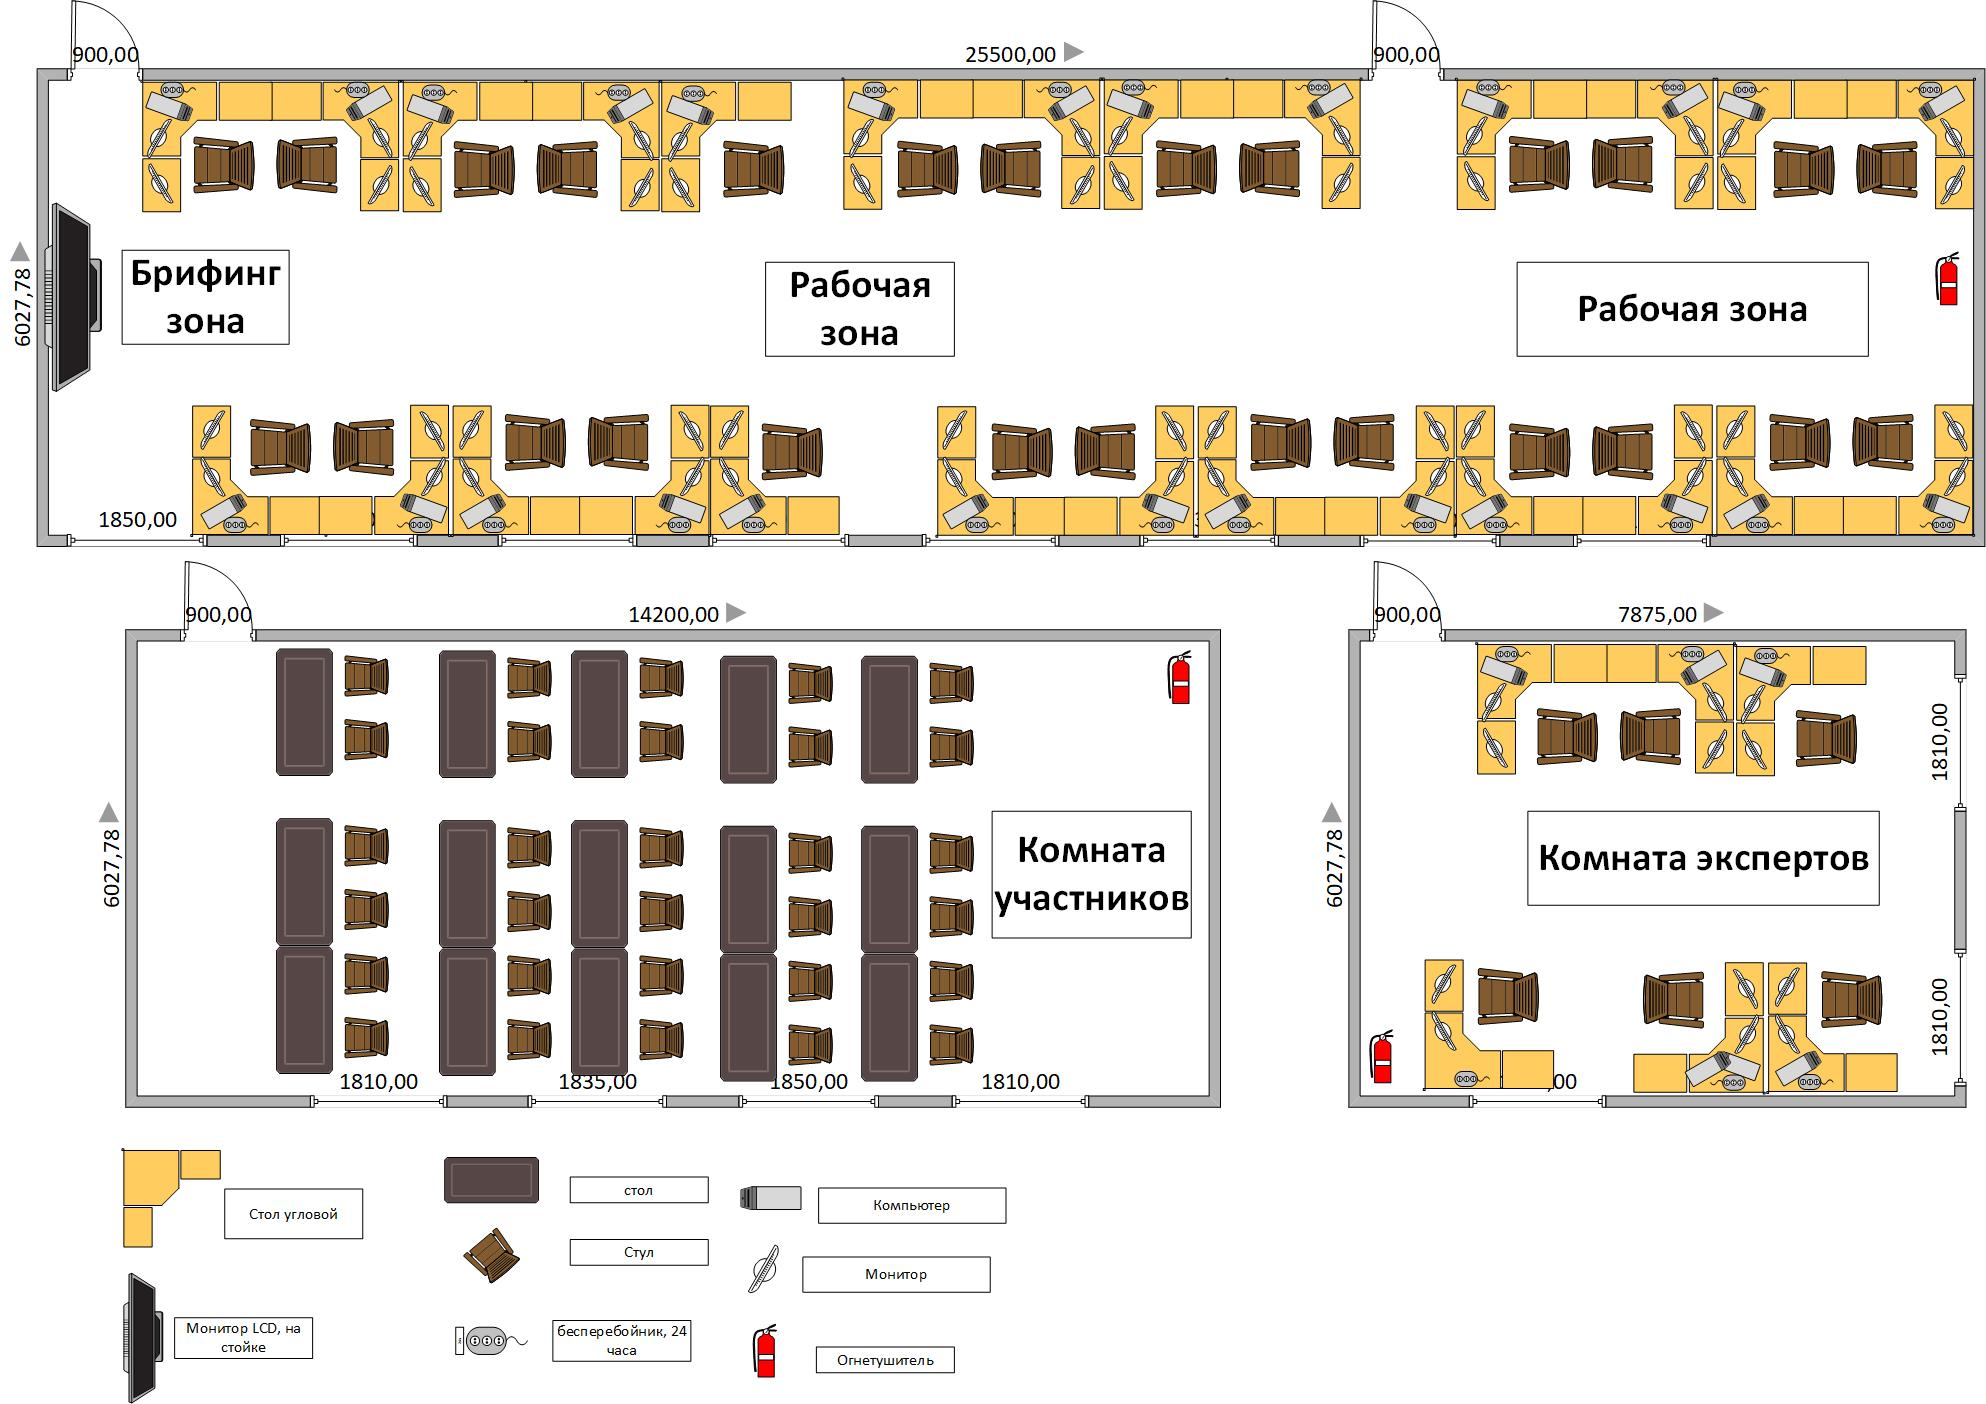 900,00
25500,00
900,00
6027,78
Брифинг
зона
Рабочая
зона
Рабочая зона
1850,00
900,00
14200,00
900,00
7875,00
6027,78
Комната
участников
1810,00
1835,00
1850,00
1810,00
6027,78
Комната экспертов
1810,00
1810,00
,00
Стол угловой
стол
Стул
Компьютер
Монитор
Монитор LCD, на
стойке
бесперебойник, 24
часа
Огнетушитель